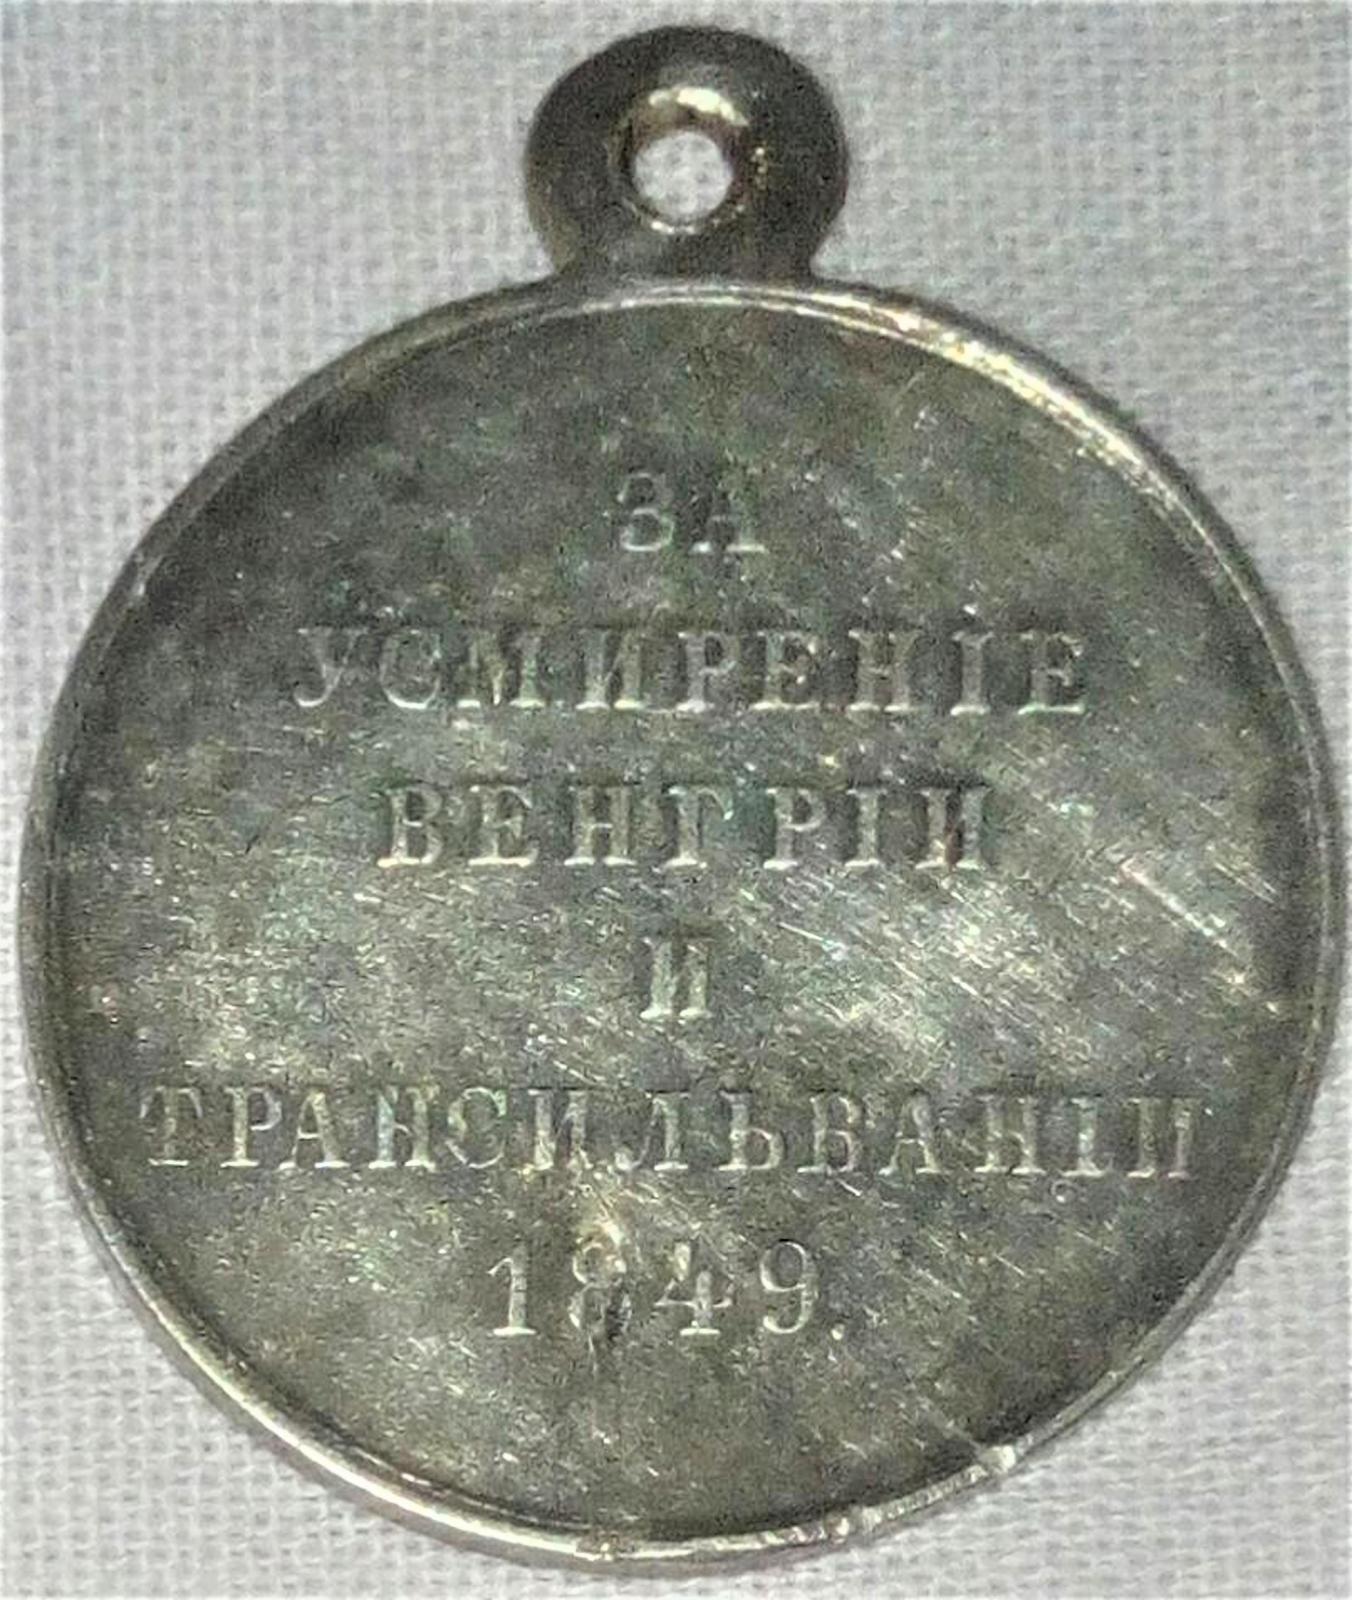 ЗА
УСМИРЕНІЕ
ВЕНГРІИ
И
ТРАНСИЛЬВАНІИ
1849.